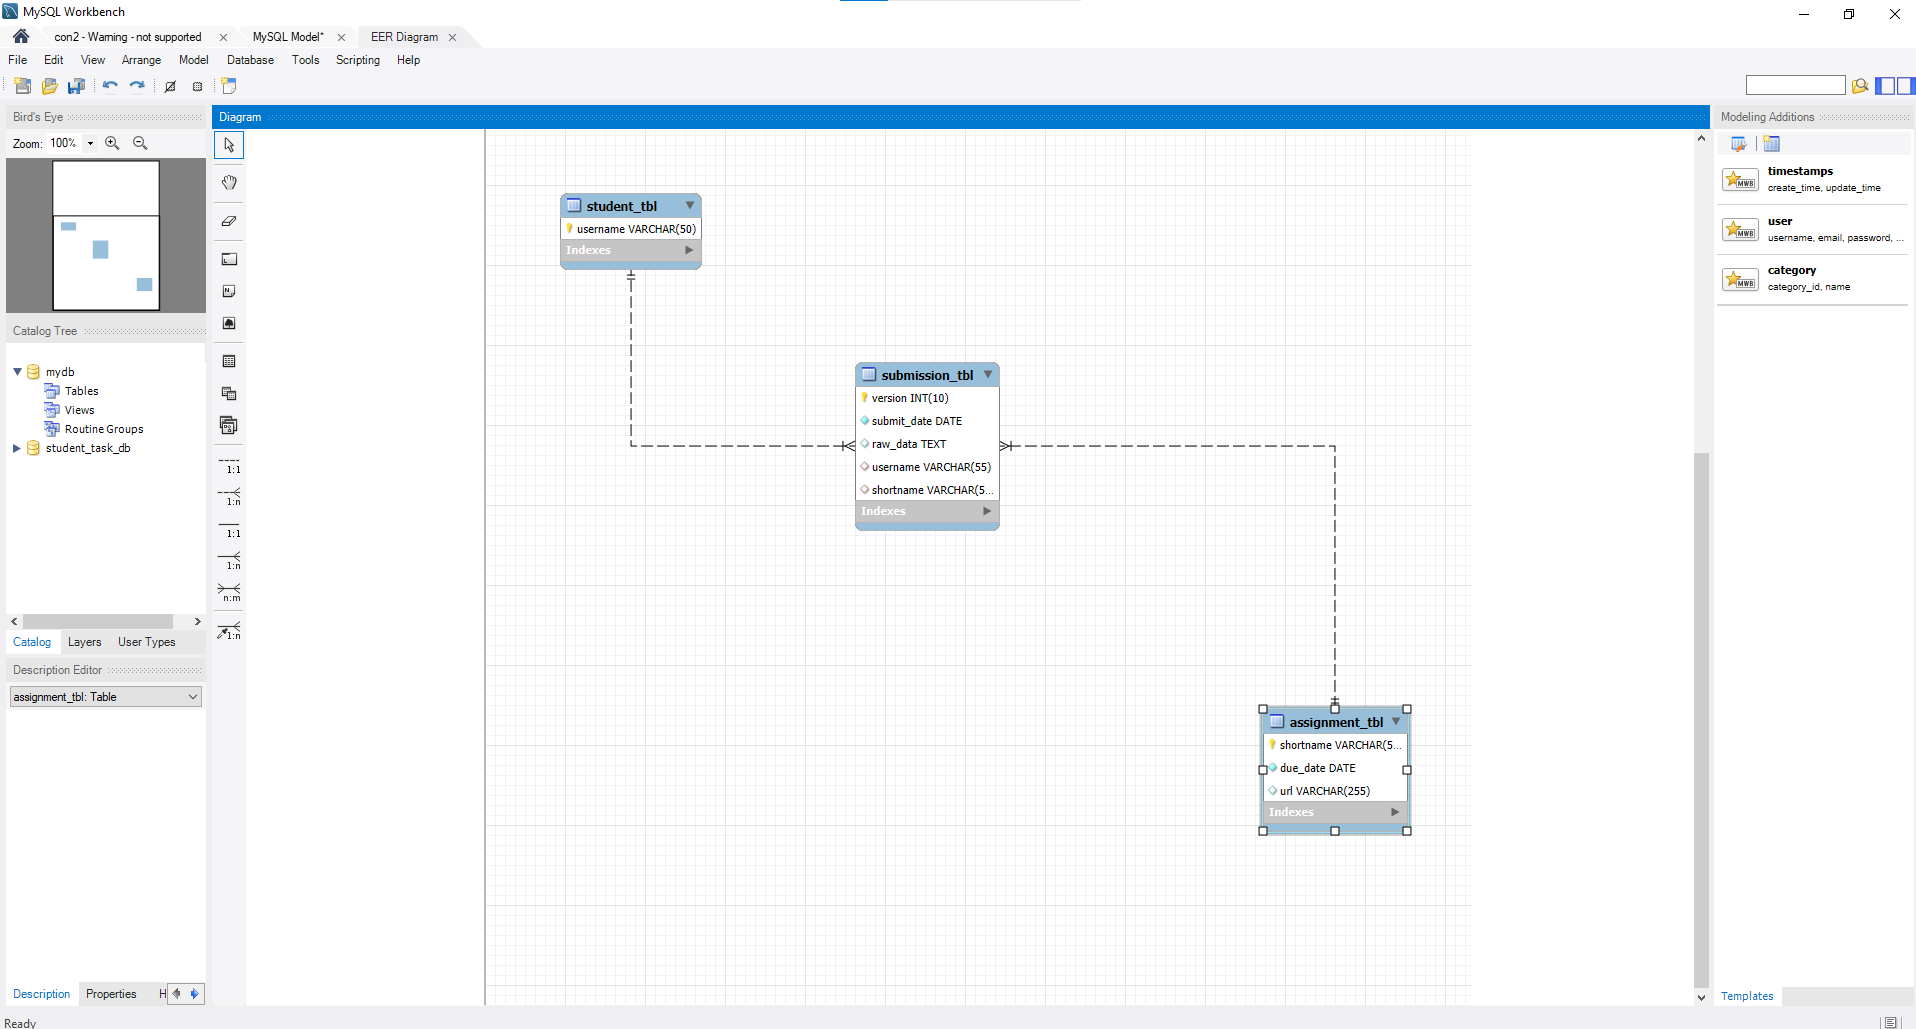 MySQL Workbench
con2 - Warning - not supported
MySQL Model*
EER Diagram
File Edit View Arrange Model Database Tools Scripting Help
Bird's Eye
Zoom: 100%
Catalog Tree
mydb
Tables
Views
Routine Groups
student_task_db
Catalog Layers User Types
Description Editor
assignment_tbl: Table
Description Properties H
Ready
Diagram
1:1
1:n
1:1
1:n
n:m
1:n
student_tbl
username VARCHAR(50)
Indexes
submission_tbl
version INT(10)
submit_date DATE
raw_data TEXT
username VARCHAR(55)
shortname VARCHAR(5...
Indexes
assignment_tbl
shortname VARCHAR(5...
due_date DATE
url VARCHAR(255)
Indexes
Modeling Additions
MWB
timestamps
create_time, update_time
MWB
user
username, email, password, ...
MWB
category
category_id, name
Templates